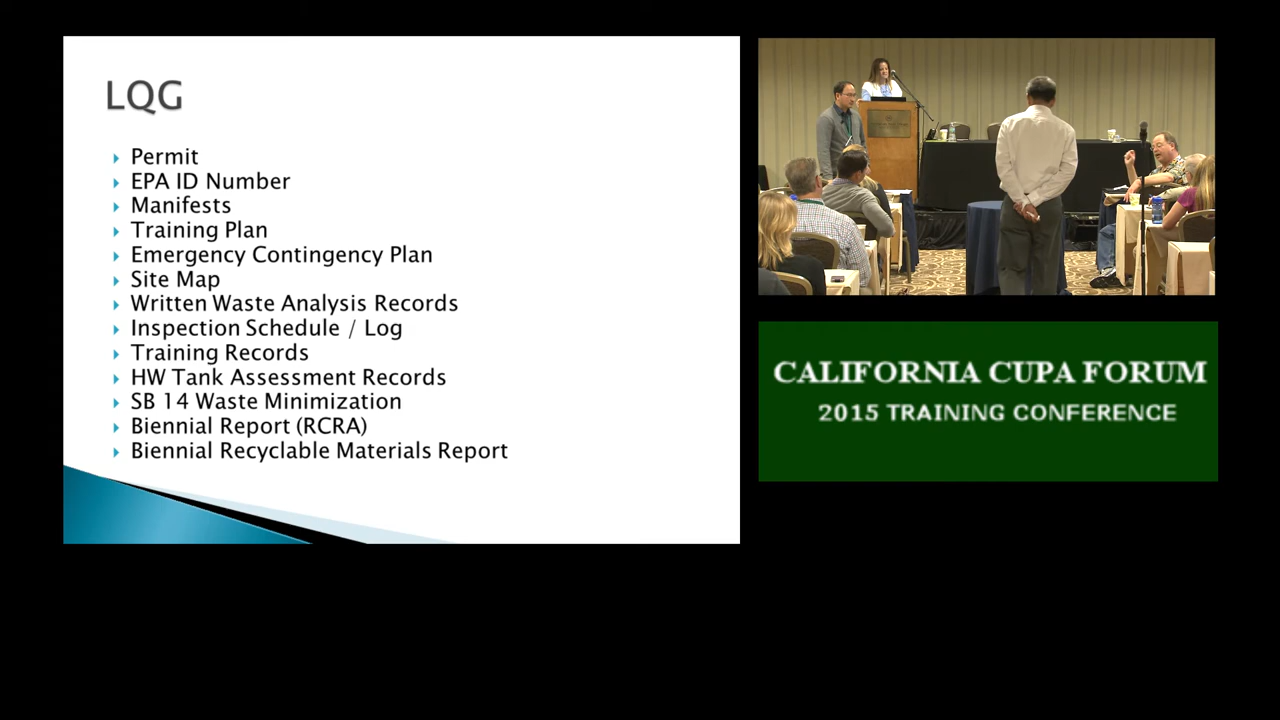 LQG
Permit
EPA ID Number
Manifests
Training Plan
Emergency Contingency Plan
Site Map
Written Waste Analysis Records
Inspection Schedule / Log
Training Records
HW Tank Assessment Records
SB 14 Waste Minimization
Biennial Report (RCRA)
Biennial Recyclable Materials Report
CALIFORNIA CUPA FORUM
2015 TRAINING CONFERENCE